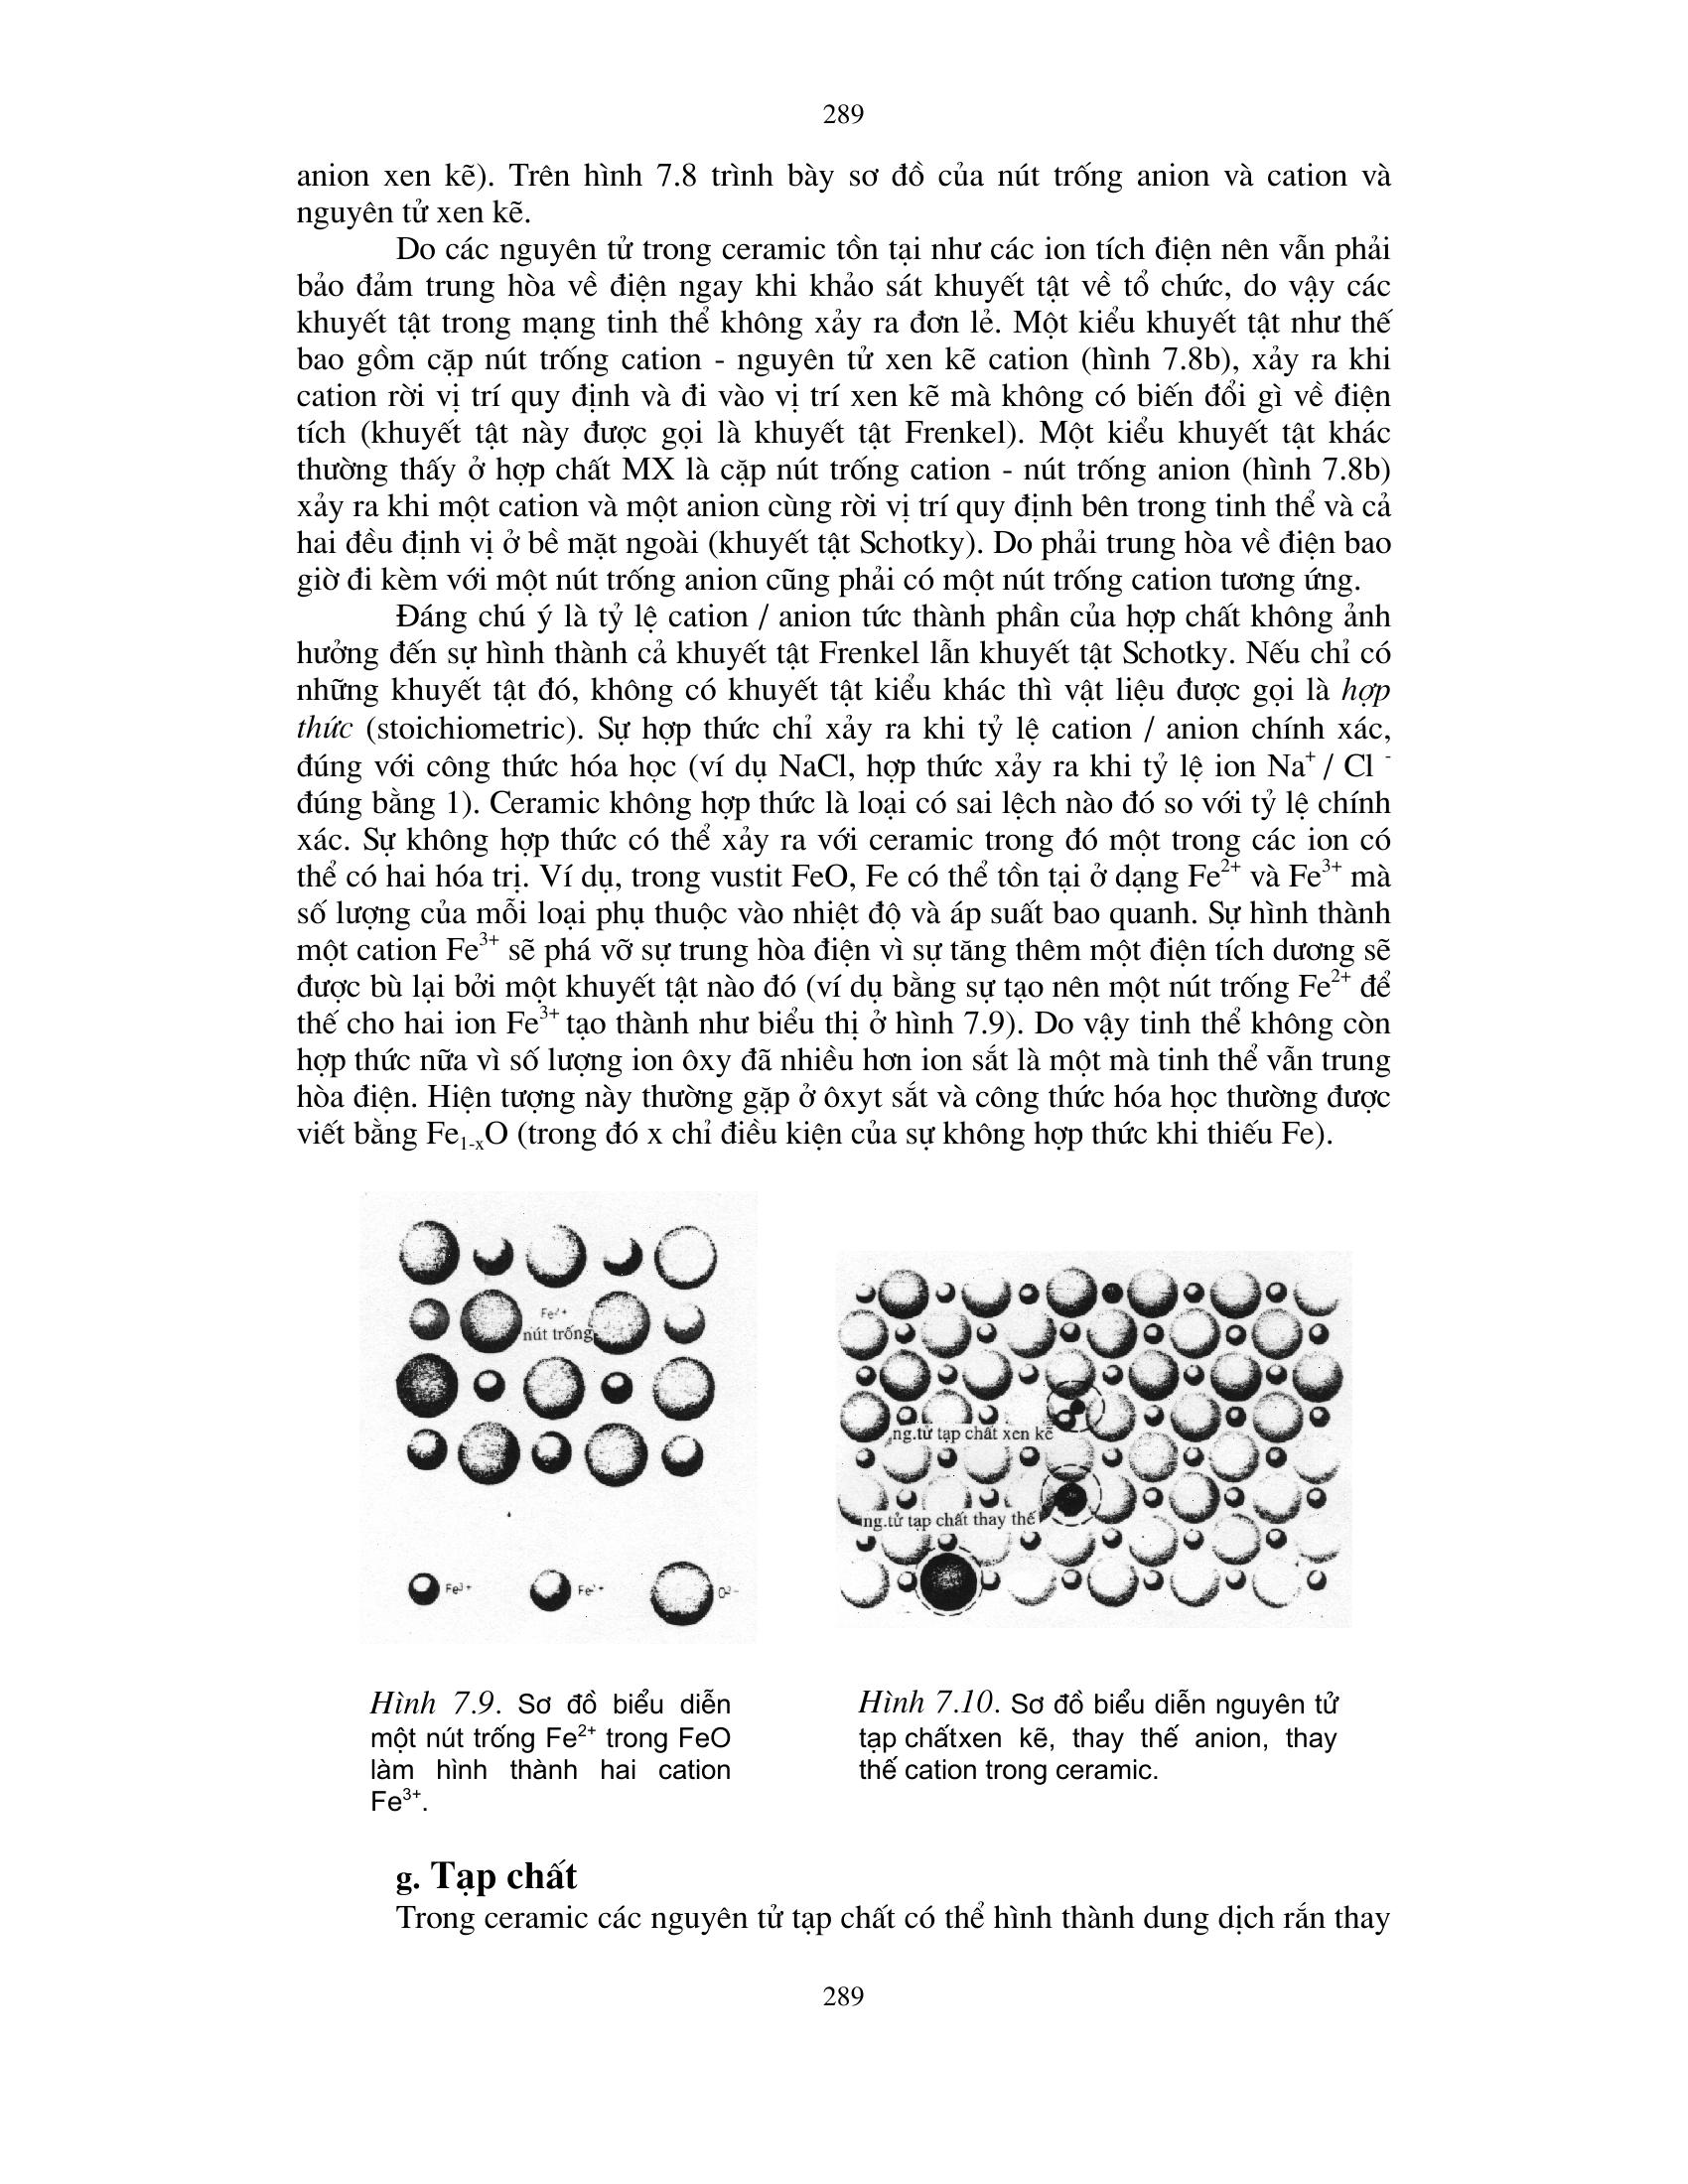 289
anion xen kẽ). Trên hình 7.8 trình bày sơ đồ của nút trống anion và cation và
nguyên tử xen kẽ.
Do các nguyên tử trong ceramic tồn tại như các ion tích điện nên vẫn phải
bảo đảm trung hòa về điện ngay khi khảo sát khuyết tật về tổ chức, do vậy các
khuyết tật trong mạng tinh thể không xảy ra đơn lẻ. Một kiểu khuyết tật như thế
bao gồm cặp nút trống cation - nguyên tử xen kẽ cation (hình 7.8b), xảy ra khi
cation rời vị trí quy định và đi vào vị trí xen kẽ mà không có biến đổi gì về điện
tích (khuyết tật này được gọi là khuyết tật Frenkel). Một kiểu khuyết tật khác
thường thấy ở hợp chất MX là cặp nút trống cation - nút trống anion (hình 7.8b)
xảy ra khi một cation và một anion cùng rời vị trí quy định bên trong tinh thể và cả
hai đều định vị ở bề mặt ngoài (khuyết tật Schotky). Do phải trung hòa về điện bao
giờ đi kèm với một nút trống anion cũng phải có một nút trống cation tương ứng.
Đáng chú ý là tỷ lệ cation / anion tức thành phần của hợp chất không ảnh
hưởng đến sự hình thành cả khuyết tật Frenkel lẫn khuyết tật Schotky. Nếu chỉ có
những khuyết tật đó, không có khuyết tật kiểu khác thì vật liệu được gọi là hợp
thức (stoichiometric). Sự hợp thức chỉ xảy ra khi tỷ lệ cation / anion chính xác,
đúng với công thức hóa học (ví dụ NaCl, hợp thức xảy ra khi tỷ lệ ion Na⁺ / Cl ⁻
đúng bằng 1). Ceramic không hợp thức là loại có sai lệch nào đó so với tỷ lệ chính
xác. Sự không hợp thức có thể xảy ra với ceramic trong đó một trong các ion có
thể có hai hóa trị. Ví dụ, trong vustit FeO, Fe có thể tồn tại ở dạng Fe²⁺ và Fe³⁺ mà
số lượng của mỗi loại phụ thuộc vào nhiệt độ và áp suất bao quanh. Sự hình thành
một cation Fe³⁺ sẽ phá vỡ sự trung hòa điện vì sự tăng thêm một điện tích dương sẽ
được bù lại bởi một khuyết tật nào đó (ví dụ bằng sự tạo nên một nút trống Fe²⁺ để
thế cho hai ion Fe³⁺ tạo thành như biểu thị ở hình 7.9). Do vậy tinh thể không còn
hợp thức nữa vì số lượng ion ôxy đã nhiều hơn ion sắt là một mà tinh thể vẫn trung
hòa điện. Hiện tượng này thường gặp ở ôxyt sắt và công thức hóa học thường được
viết bằng Fe₁₋ₓO (trong đó x chỉ điều kiện của sự không hợp thức khi thiếu Fe).
nút trống
Fe³⁺
O²⁻
ng.tử tạp chất xen kẽ
ng.tử tạp chất thay thế
Hình 7.9. Sơ đồ biểu diễn
một nút trống Fe²⁺ trong FeO
làm hình thành hai cation
Fe³⁺.
Hình 7.10. Sơ đồ biểu diễn nguyên tử
tạp chấtxen kẽ, thay thế anion, thay
thế cation trong ceramic.
g. Tạp chất
Trong ceramic các nguyên tử tạp chất có thể hình thành dung dịch rắn thay
289